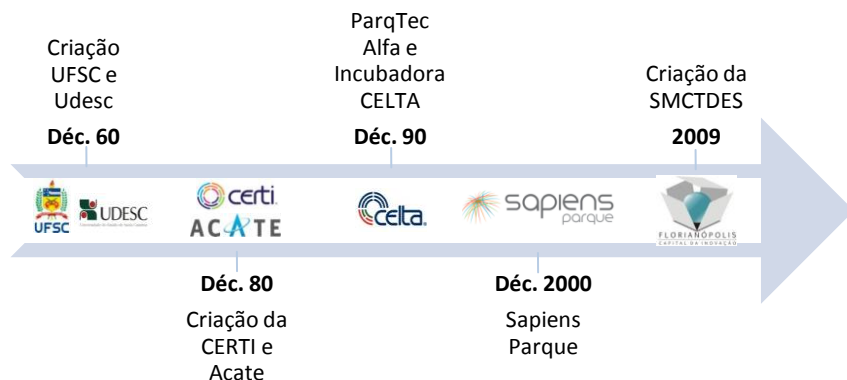 Criação
UFSC e
Udesc
Déc. 60
ParqTec
Alfa e
Incubadora
CELTA
Déc. 90
Criação da
SMCTDES
2009
UFSC
UDESC
certi
ACATE
celta
sapiens
parque
FLORIANÓPOLIS
CAPITAL DA INOVAÇÃO
Déc. 80
Criação da
CERTI e
Acate
Déc. 2000
Sapiens
Parque